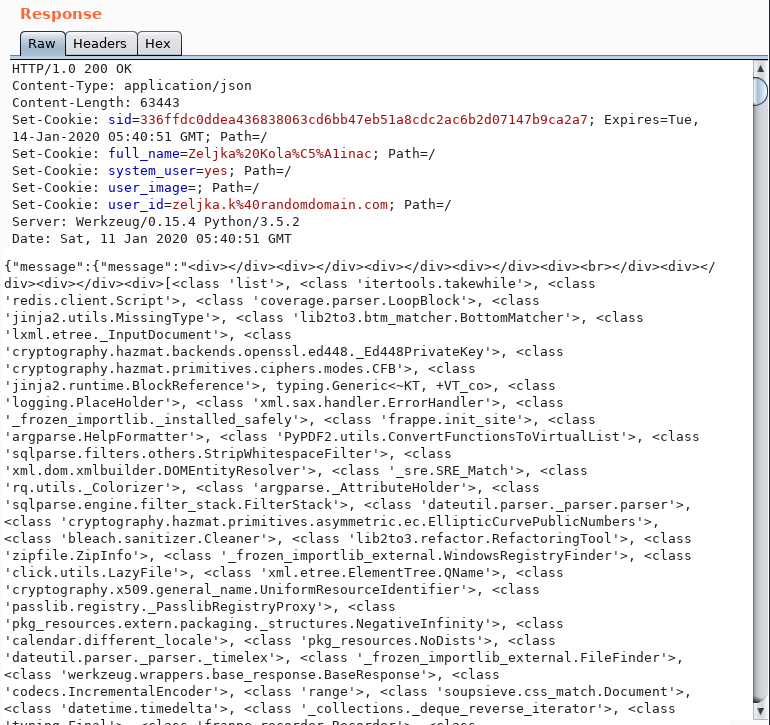 Response
Raw Headers Hex
HTTP/1.0 200 OK
Content-Type: application/json
Content-Length: 63443
Set-Cookie: sid=336ffdc0ddea436838063cd6bb47eb51a8cdc2ac6b2d07147b9ca2a7; Expires=Tue,
14-Jan-2020 05:40:51 GMT; Path=/
Set-Cookie: full_name=Zeljka%20Kola%C5%A1inac; Path=/
Set-Cookie: system_user=yes; Path=/
Set-Cookie: user_image=; Path=/
Set-Cookie: user_id=zeljka.k%40randomdomain.com; Path=/
Server: Werkzeug/0.15.4 Python/3.5.2
Date: Sat, 11 Jan 2020 05:40:51 GMT
{"message":{"message":"<div></div><div></div><div></div><div></div><div><br></div><div></
div><div></div><div>[<class 'list'>, <class 'itertools.takewhile'>, <class
'redis.client.Script'>, <class 'coverage.parser.LoopBlock'>, <class
'jinja2.utils.MissingType'>, <class 'lib2to3.btm_matcher.BottomMatcher'>, <class
'lxml.etree._InputDocument'>, <class
'cryptography.hazmat.backends.openssl.ed448._Ed448PrivateKey'>, <class
'cryptography.hazmat.primitives.ciphers.modes.CFB'>, <class
'jinja2.runtime.BlockReference'>, typing.Generic<~KT, +VT_co>, <class
'logging.PlaceHolder'>, <class 'xml.sax.handler.ErrorHandler'>, <class
'_frozen_importlib._installed_safely'>, <class 'frappe.init_site'>, <class
'argparse.HelpFormatter'>, <class 'PyPDF2.utils.ConvertFunctionsToVirtualList'>, <class
'sqlparse.filters.others.StripWhitespaceFilter'>, <class
'xml.dom.xmlbuilder.DOMEntityResolver'>, <class '_sre.SRE_Match'>, <class
'rq.utils._Colorizer'>, <class 'argparse._AttributeHolder'>, <class
'sqlparse.engine.filter_stack.FilterStack'>, <class 'dateutil.parser._parser.parser'>,
<class 'cryptography.hazmat.primitives.asymmetric.ec.EllipticCurvePublicNumbers'>,
<class 'bleach.sanitizer.Cleaner'>, <class 'lib2to3.refactor.RefactoringTool'>, <class
'zipfile.ZipInfo'>, <class '_frozen_importlib_external.WindowsRegistryFinder'>, <class
'click.utils.LazyFile'>, <class 'xml.etree.ElementTree.QName'>, <class
'cryptography.x509.general_name.UniformResourceIdentifier'>, <class
'passlib.registry._PasslibRegistryProxy'>, <class
'pkg_resources.extern.packaging._structures.NegativeInfinity'>, <class
'calendar.different_locale'>, <class 'pkg_resources.NoDists'>, <class
'dateutil.parser._parser._timelex'>, <class '_frozen_importlib_external.FileFinder'>,
<class 'werkzeug.wrappers.base_response.BaseResponse'>, <class
'codecs.IncrementalEncoder'>, <class 'range'>, <class 'soupsieve.css_match.Document'>,
<class 'datetime.timedelta'>, <class '_collections._deque_reverse_iterator'>, <class
'typing.Final'>, <class 'frappe.recorder.Recorder'>, <class